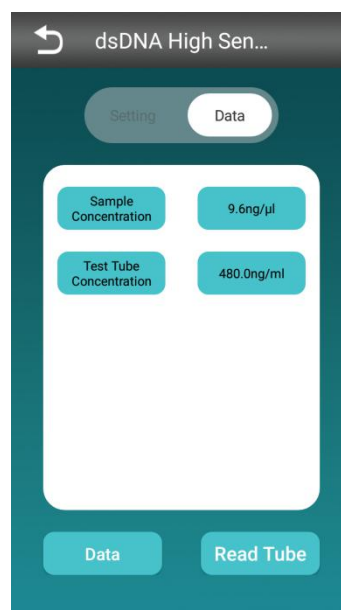 dsDNA High Sen...
Setting
Data
Sample
Concentration
9.6ng/µl
Test Tube
Concentration
480.0ng/ml
Data
Read Tube